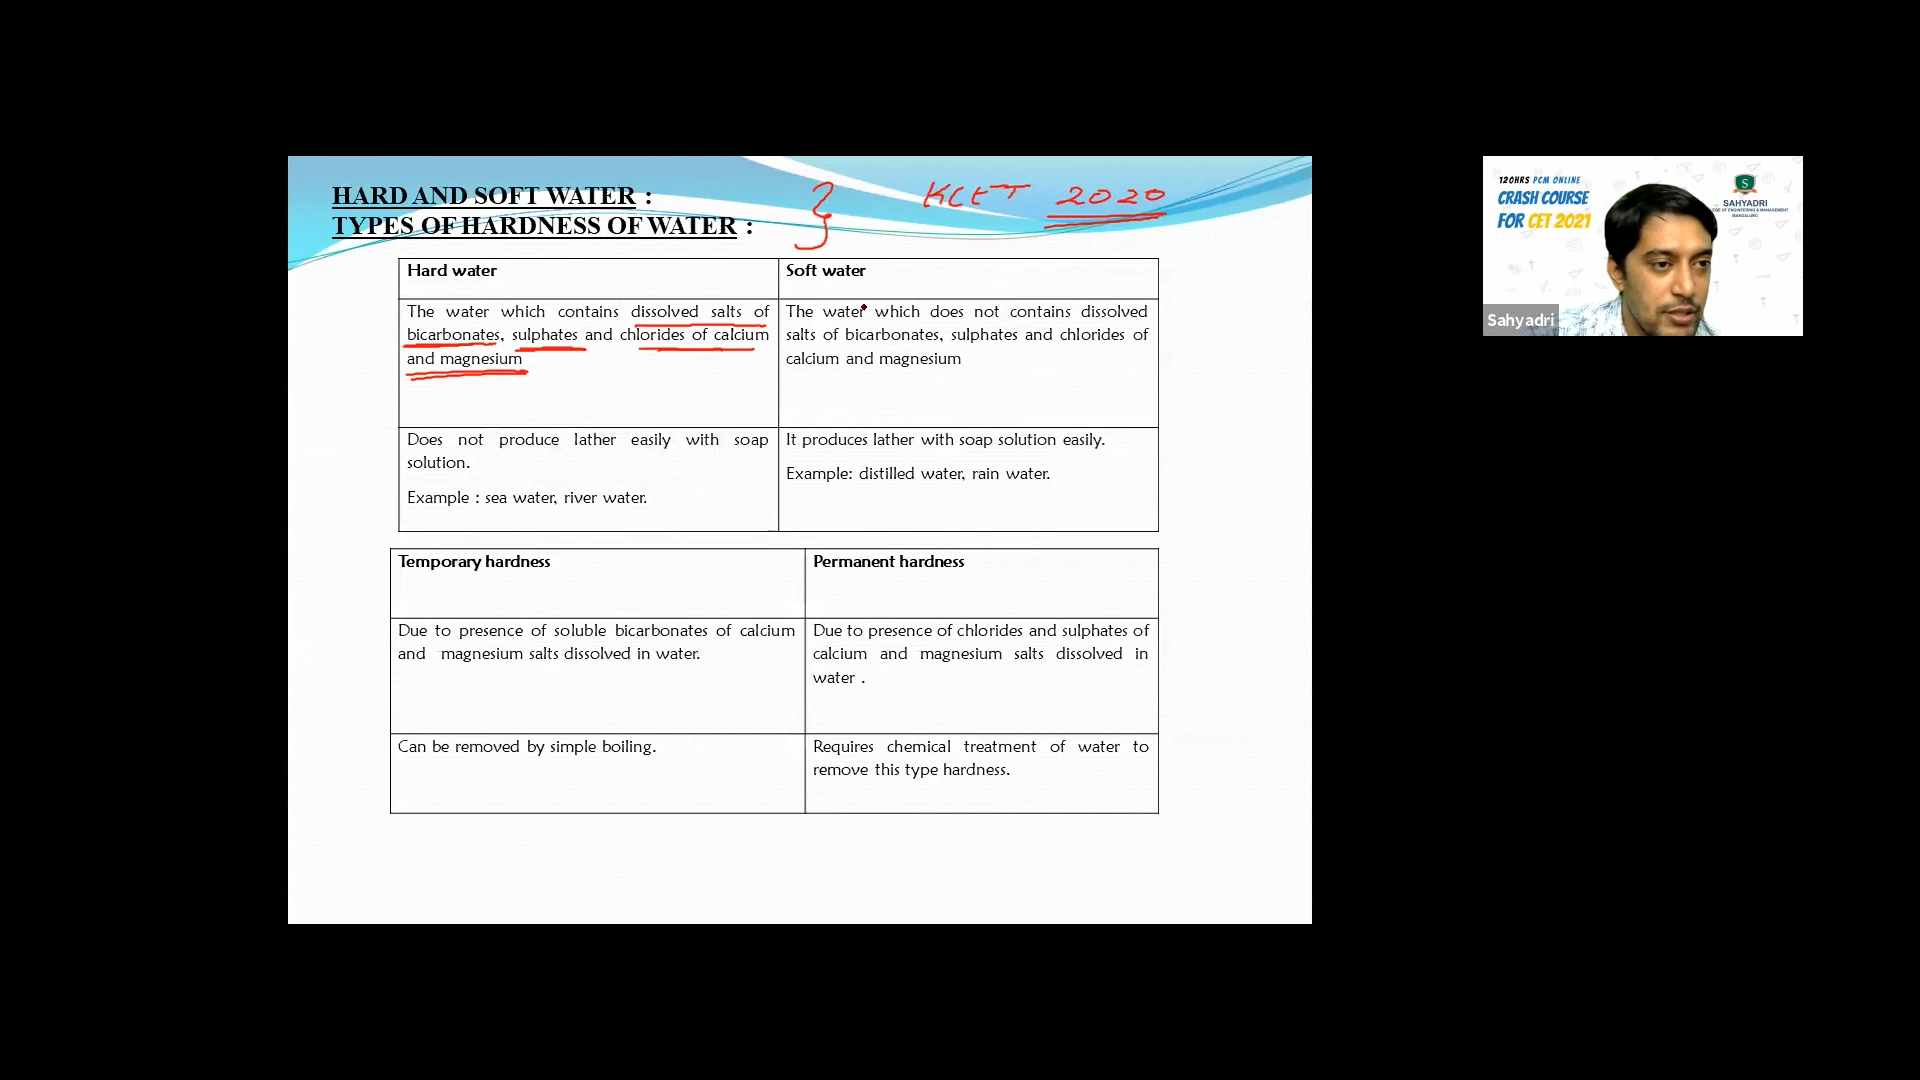 HARD AND SOFT WATER :
TYPES OF HARDNESS OF WATER :
KCET 2020
Hard water
Soft water
The water which contains dissolved salts of
bicarbonates, sulphates and chlorides of calcium
and magnesium
The water which does not contains dissolved
salts of bicarbonates, sulphates and chlorides of
calcium and magnesium
Does not produce lather easily with soap
solution.
Example : sea water, river water.
It produces lather with soap solution easily.
Example: distilled water, rain water.
Temporary hardness
Permanent hardness
Due to presence of soluble bicarbonates of calcium
and magnesium salts dissolved in water.
Due to presence of chlorides and sulphates of
calcium and magnesium salts dissolved in
water .
Can be removed by simple boiling.
Requires chemical treatment of water to
remove this type hardness.
120HRS PCM ONLINE
CRASH COURSE
FOR CET 2021
S
SAHYADRI
COLLEGE OF ENGINEERING & MANAGEMENT
MANGALURU
Sahyadri